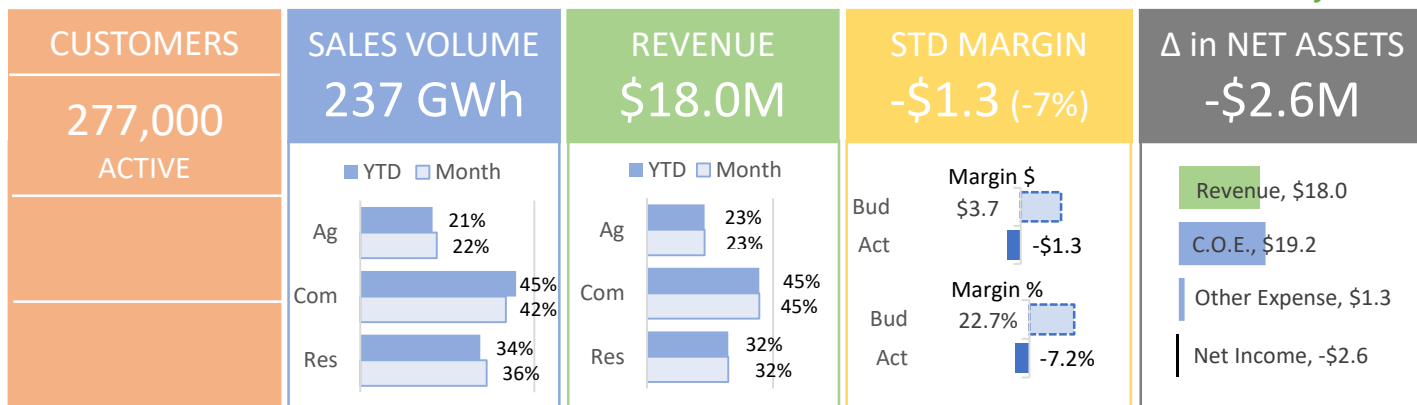 CUSTOMERS
277,000
ACTIVE
SALES VOLUME
237 GWh
YTD Month
Ag
21%
22%
Com
45%
42%
Res
34%
36%
REVENUE
$18.0M
YTD Month
Ag
23%
23%
Com
45%
45%
Res
32%
32%
STD MARGIN
-$1.3 (-7%)
Margin $
Bud $3.7
Act -$1.3
Margin %
Bud 22.7%
Act -7.2%
Δ in NET ASSETS
-$2.6M
Revenue, $18.0
C.O.E., $19.2
Other Expense, $1.3
Net Income, -$2.6